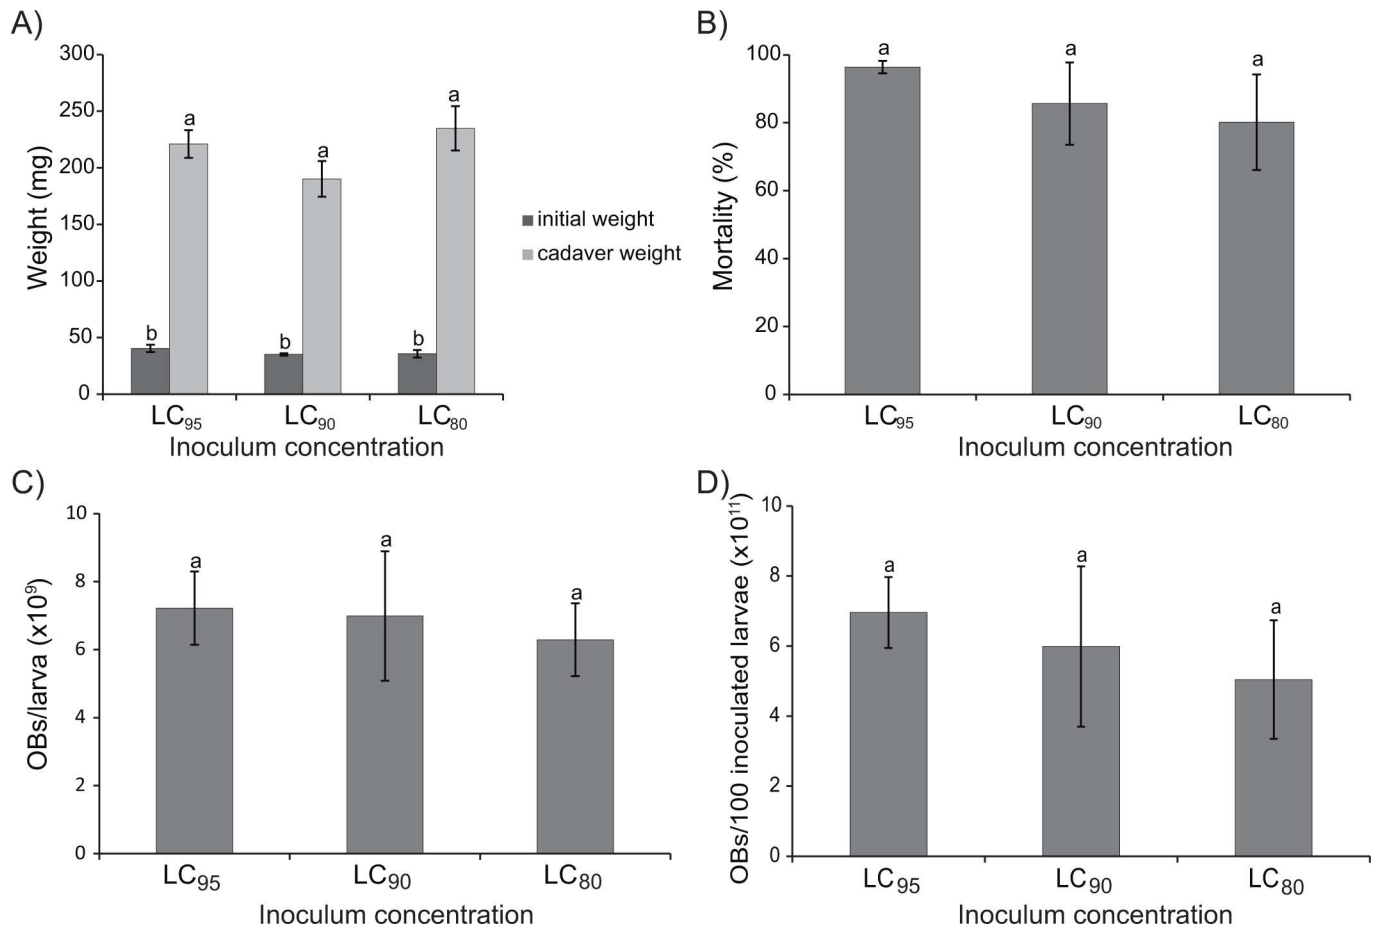 A)
300
250
200
150
100
50
0
Weight (mg)
b
a
b
a
b
a
LC95
LC90
LC80
Inoculum concentration
initial weight
cadaver weight
B)
100
80
60
40
20
0
Mortality (%)
a
a
a
LC95
LC90
LC80
Inoculum concentration
C)
10
8
6
4
2
0
OBs/larva (x10⁹)
a
a
a
LC95
LC90
LC80
Inoculum concentration
D)
10
8
6
4
2
0
OBs/100 inoculated larvae (x10¹¹)
a
a
a
LC95
LC90
LC80
Inoculum concentration